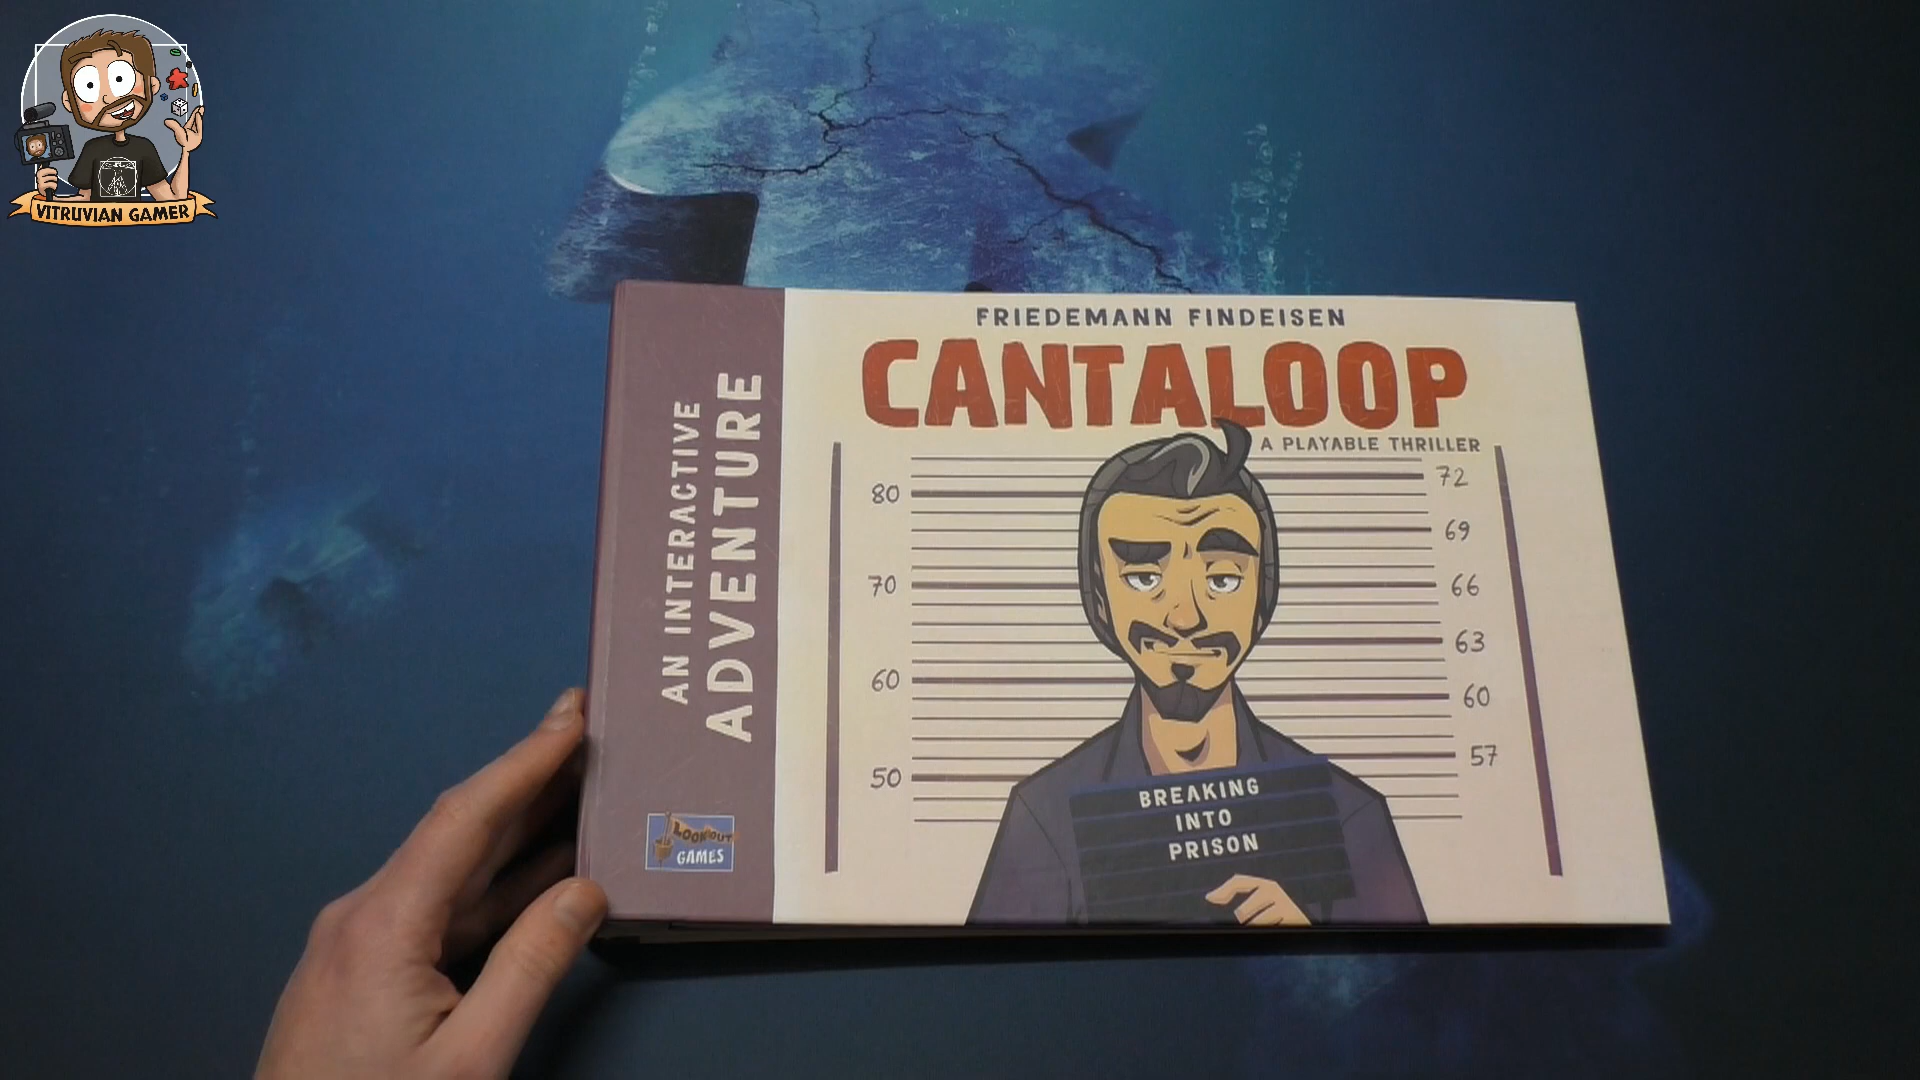 VITRUVIAN GAMER
FRIEDEMANN FINDEISEN
CANTALOOP
A PLAYABLE THRILLER
AN INTERACTIVE
ADVENTURE
80
70
60
50
72
69
66
63
60
57
BREAKING
INTO
PRISON
LOOKOUT
GAMES